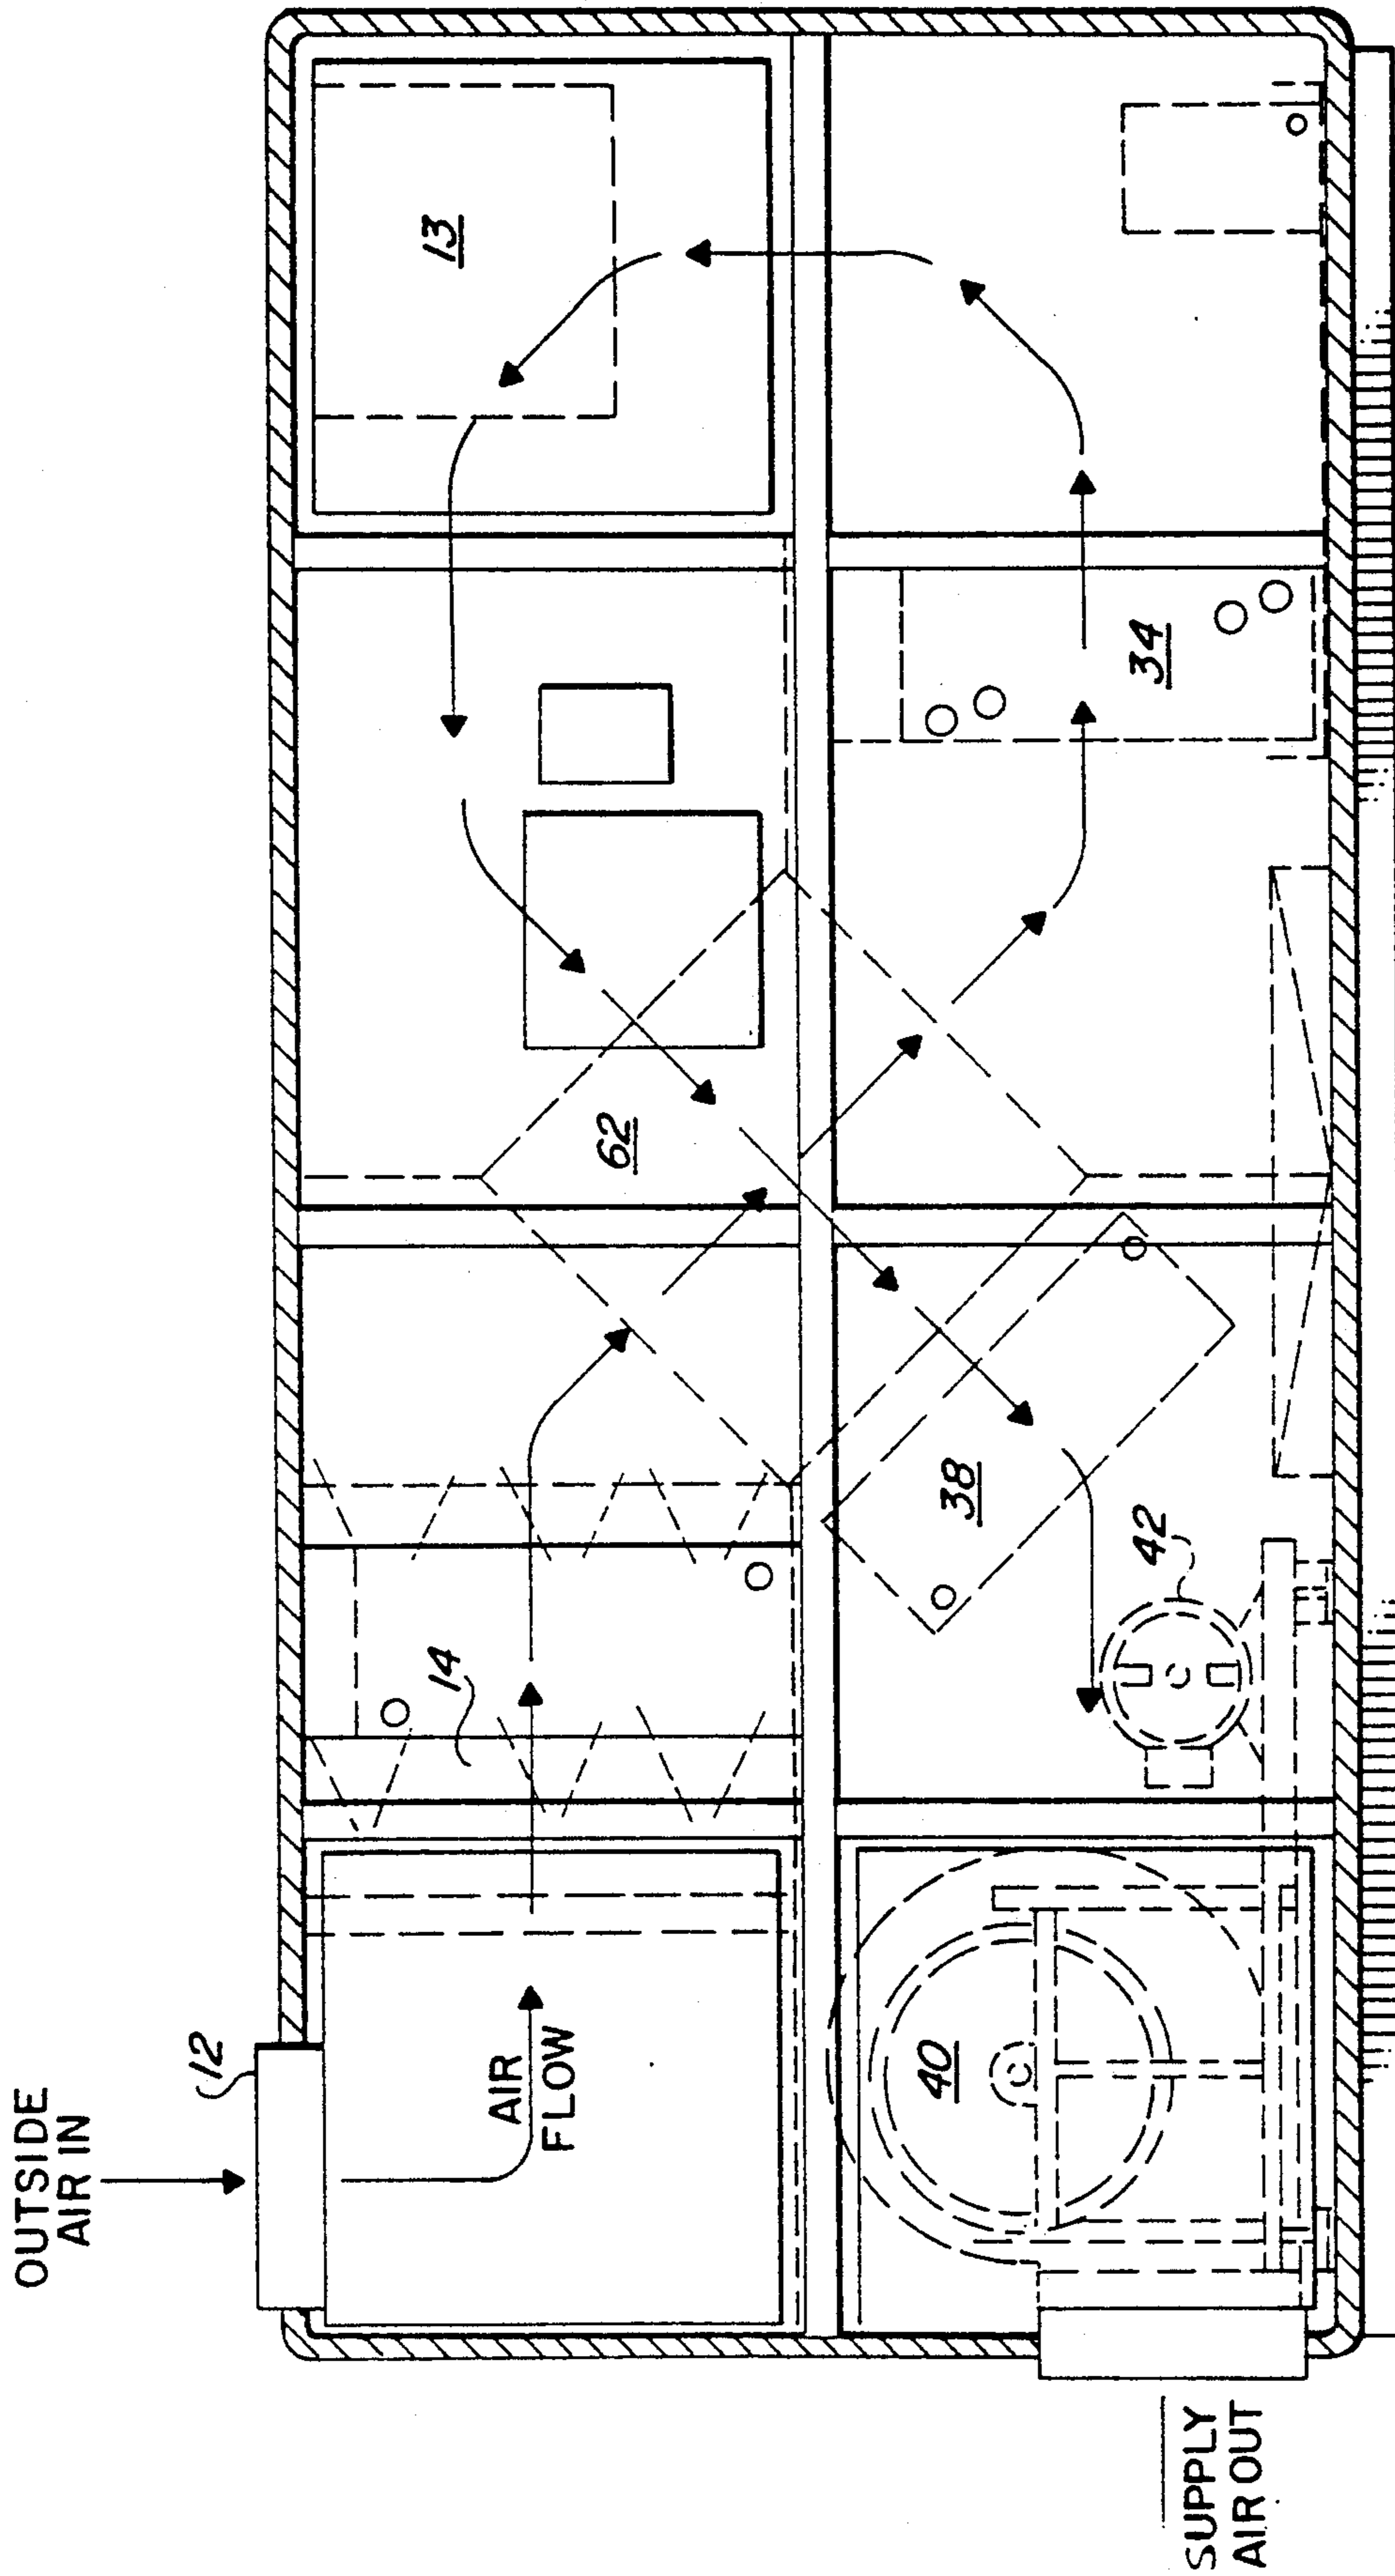 OUTSIDE
AIR IN
12
AIR
FLOW
14
62
13
40
42
38
34
SUPPLY
AIR OUT